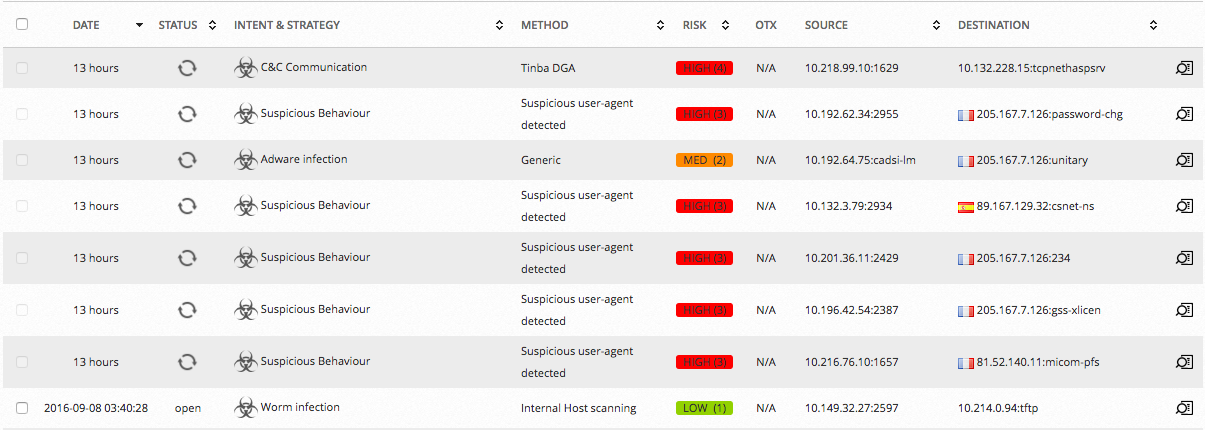 DATE STATUS INTENT & STRATEGY METHOD RISK OTX SOURCE DESTINATION
13 hours C&C Communication Tinba DGA HIGH (4) N/A 10.218.99.10:1629 10.132.228.15:tcpnethaspsrv
13 hours Suspicious Behaviour Suspicious user-agent detected HIGH (3) N/A 10.192.62.34:2955 205.167.7.126:password-chg
13 hours Adware infection Generic MED (2) N/A 10.192.64.75:cadsi-lm 205.167.7.126:unitary
13 hours Suspicious Behaviour Suspicious user-agent detected HIGH (3) N/A 10.132.3.79:2934 89.167.129.32:csnet-ns
13 hours Suspicious Behaviour Suspicious user-agent detected HIGH (3) N/A 10.201.36.11:2429 205.167.7.126:234
13 hours Suspicious Behaviour Suspicious user-agent detected HIGH (3) N/A 10.196.42.54:2387 205.167.7.126:gss-xlicen
13 hours Suspicious Behaviour Suspicious user-agent detected HIGH (3) N/A 10.216.76.10:1657 81.52.140.11:micom-pfs
2016-09-08 03:40:28 open Worm infection Internal Host scanning LOW (1) N/A 10.149.32.27:2597 10.214.0.94:tftp